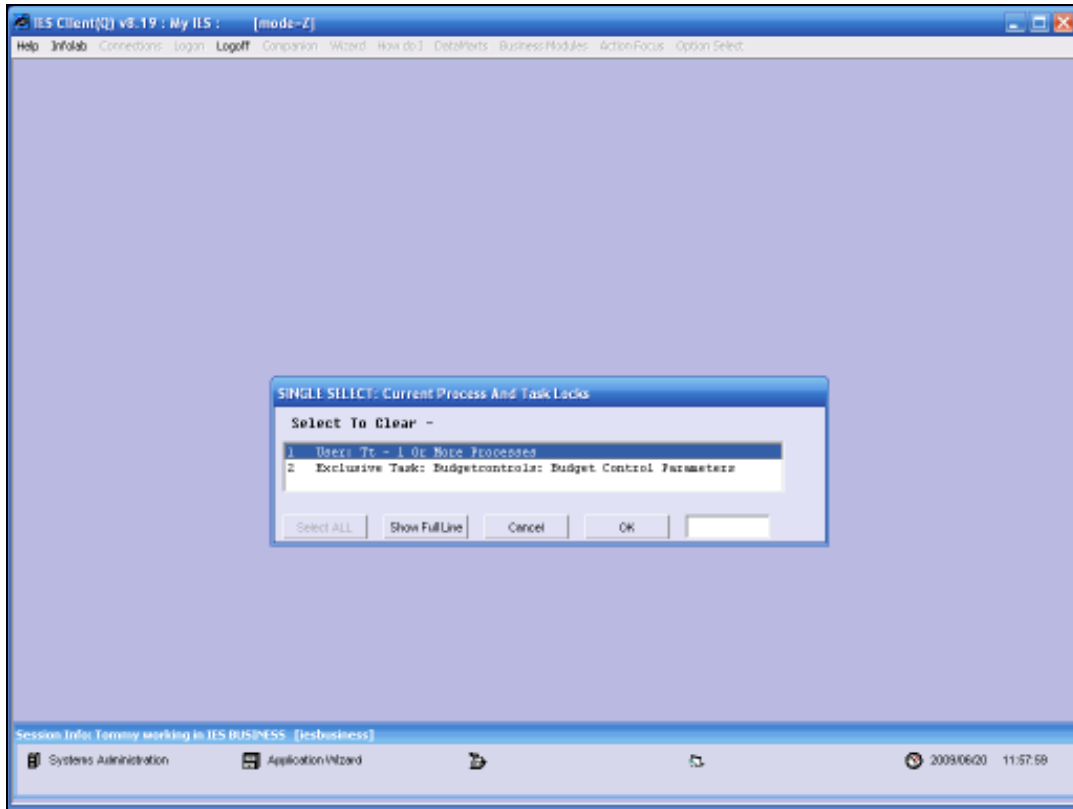 IES Client(Q) v8.19 : My IES : [mode-Z]
Help Infolab Connections Logon Logoff Companion Wizard How do I DataAlerts Business Modules Action Focus Option Select
SINGLE SELECT: Current Process And Task Locks
Select To Clear -
1 User: Tt - 1 Or More Processes
2 Exclusive Task: Budgetcontrols: Budget Control Parameters
Select ALL Show Full Line Cancel OK
Session Info: Tommy working in IES BUSINESS [iesbusiness]
Systems Administration Application Wizard 2009/06/20 11:57:59